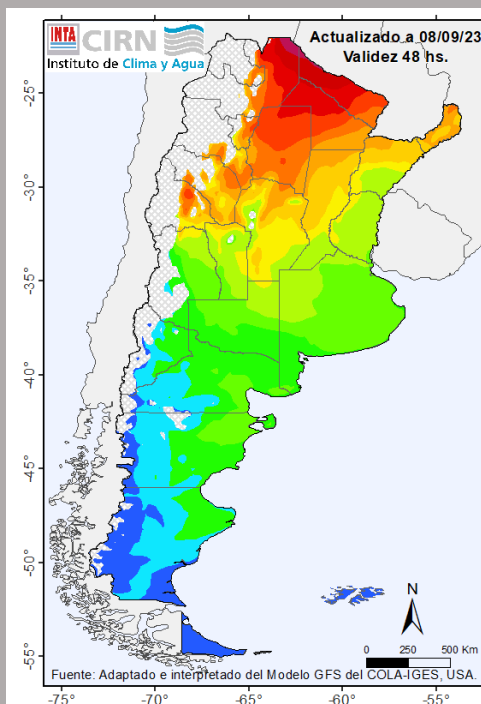 INTA CIRN
Instituto de Clima y Agua
Actualizado a 08/09/23
Validez 48 hs.
-25°
-30°
-35°
-40°
-45°
-50°
-55°
N
0 250 500 Km
Fuente: Adaptado e interpretado del Modelo GFS del COLA-IGES, USA.
-75° -70° -65° -60° -55°